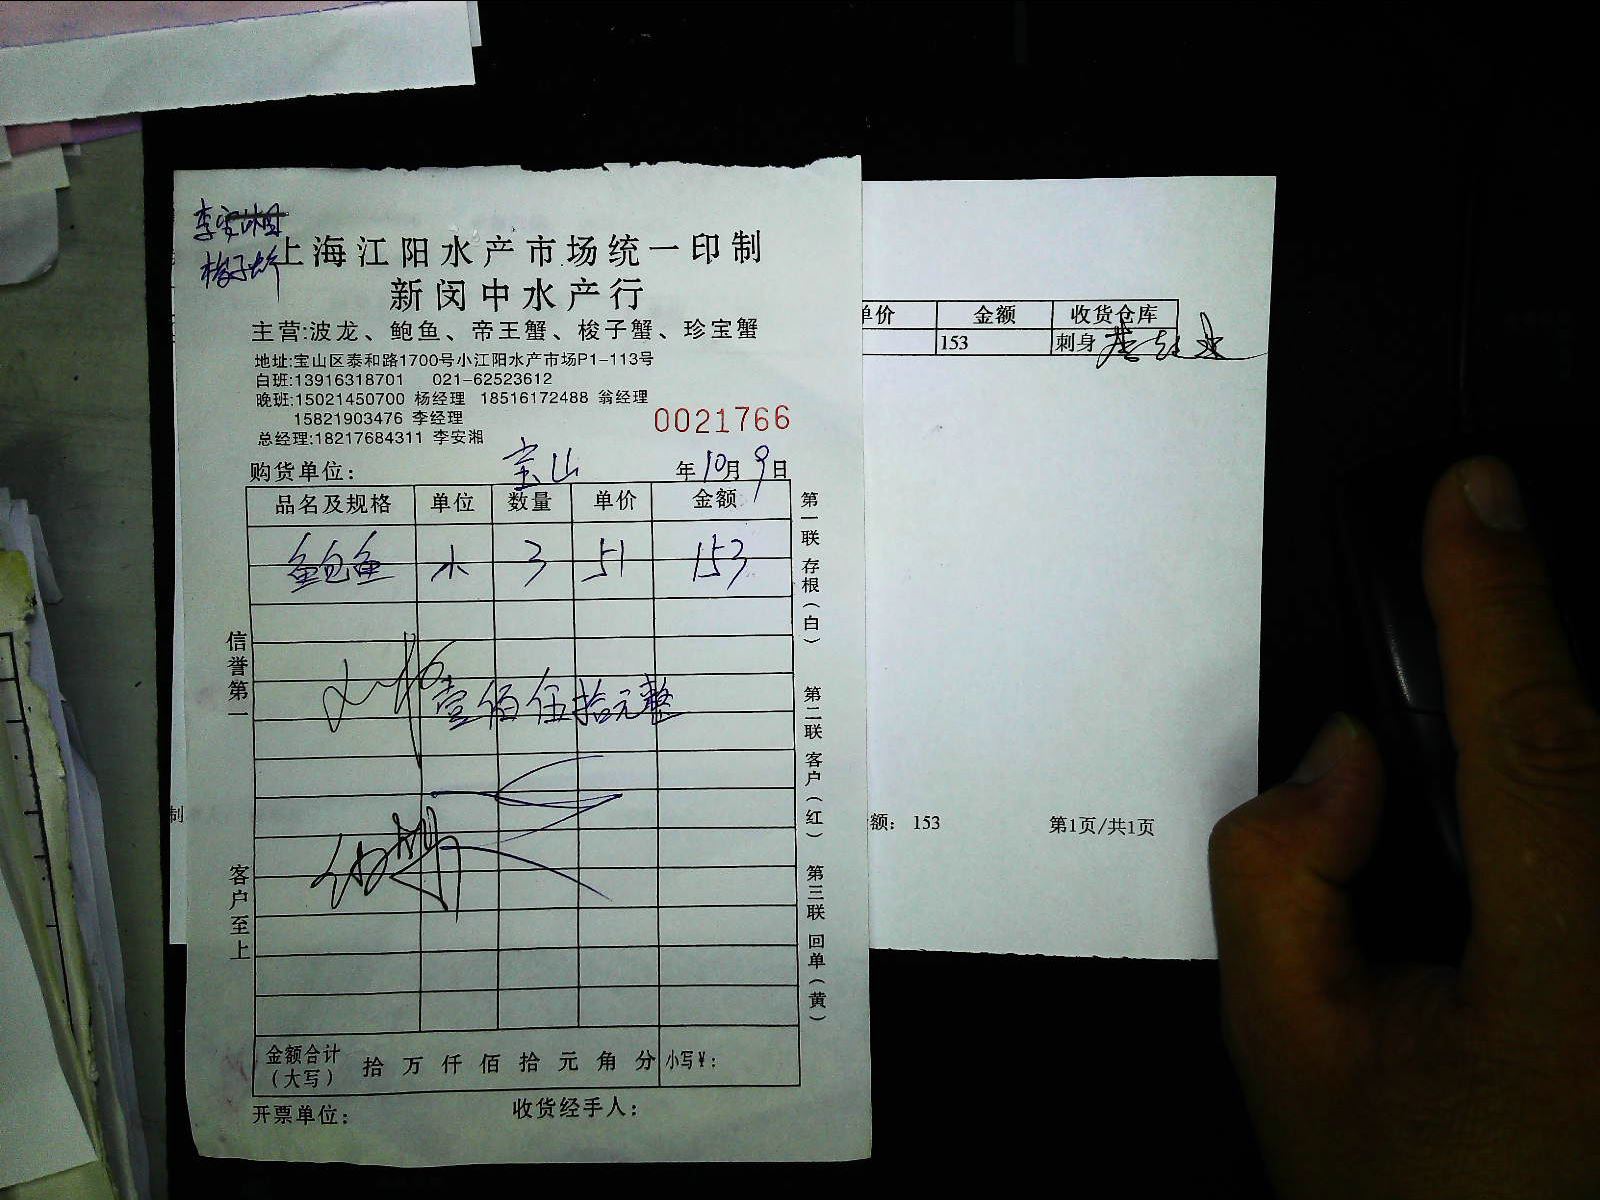 李安湘
梭子蟹
上海江阳水产市场统一印制
新闵中水产行
主营:波龙、鲍鱼、帝王蟹、梭子蟹、珍宝蟹
地址:宝山区泰和路1700号小江阳水产市场P1-113号
白班:13916318701 021-62523612
晚班:15021450700 杨经理 18516172488 翁经理
15821903476 李经理
总经理:18217684311 李安湘
0021766
购货单位: 宝山 年10月9日
品名及规格 单位 数量 单价 金额
鲍鱼 3 51 153
壹佰伍拾元整
金额合计(大写) 拾 万 仟 佰 拾 元 角 分 小写¥:
开票单位: 收货经手人:
信誉第一
客户至上
第一联 存根(白)
第二联 客户(红)
第三联 回单(黄)
单价 金额 收货仓库
153 刺身
制
额: 153 第1页/共1页